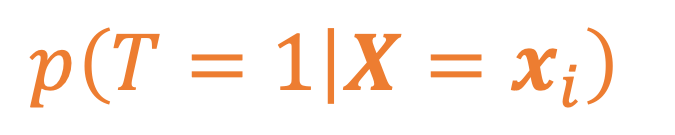 p(T = 1|X = xᵢ)